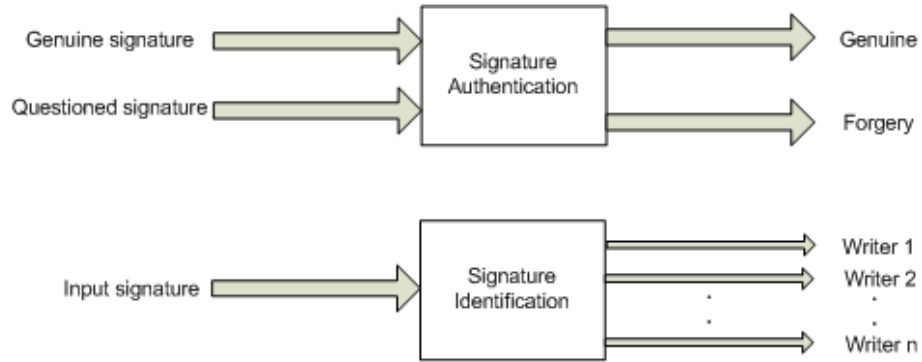 Genuine signature
Questioned signature
Signature
Authentication
Genuine
Forgery
Input signature
Signature
Identification
Writer 1
Writer 2
Writer n